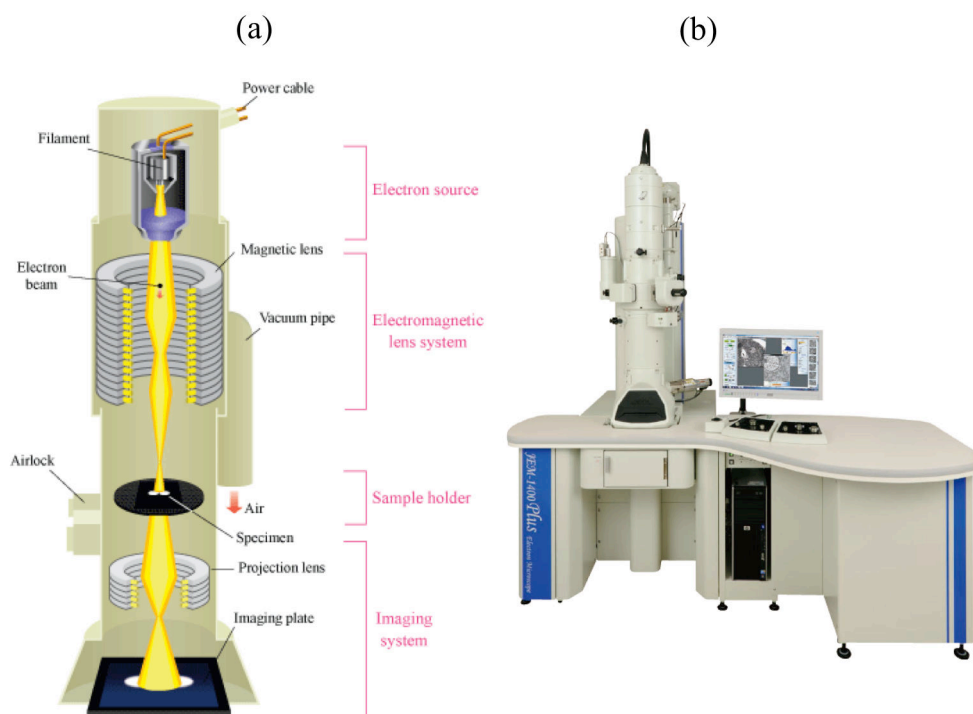 (a)
(b)
Power cable
Filament
Electron source
Magnetic lens
Electron
beam
Vacuum pipe
Electromagnetic
lens system
Airlock
Air
Sample holder
Specimen
Projection lens
Imaging plate
Imaging
system
JEM-1400Plus
Electron Microscope